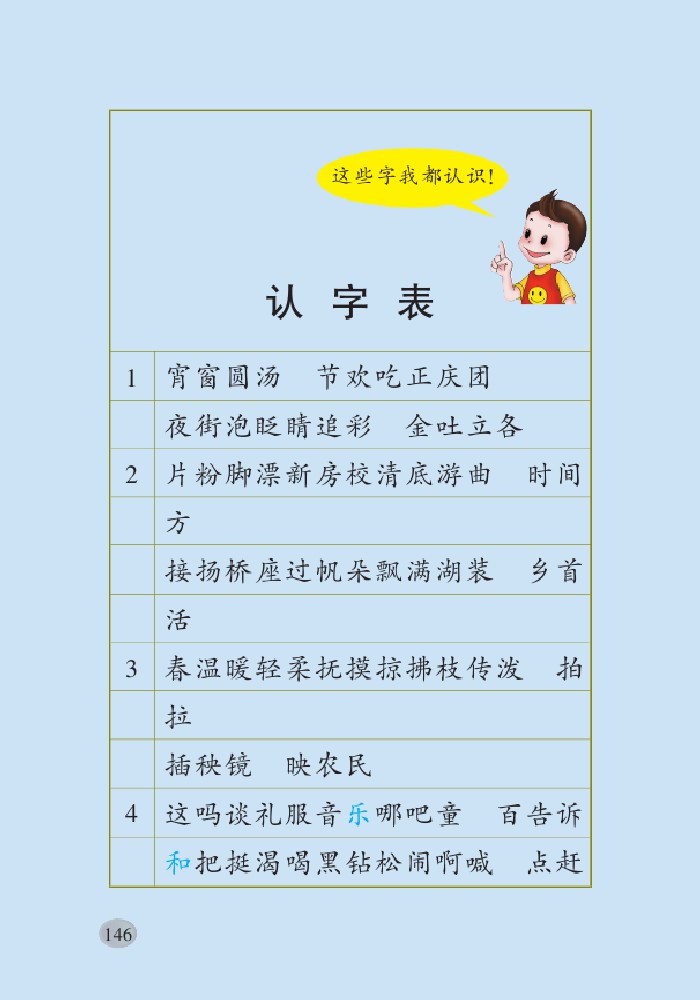 这些字我都认识!
认字表
1 宵窗圆汤 节欢吃正庆团
夜街泡眨睛追彩 金吐立各
2 片粉脚漂新房校清底游曲 时间
方
接扬桥座过帆朵飘满湖装 乡首
活
3 春温暖轻柔抚摸掠拂枝传泼 拍
拉
插秧镜 映农民
4 这吗谈礼服音乐哪吧童 百告诉
和把挺渴喝黑钻松闹啊喊 点赶
146